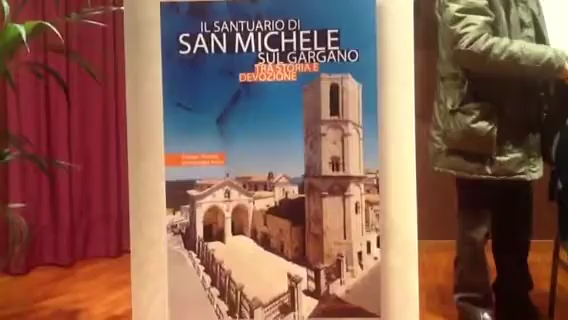 IL SANTUARIO DI
SAN MICHELE
SUL GARGANO
TRA STORIA E
DEVOZIONE